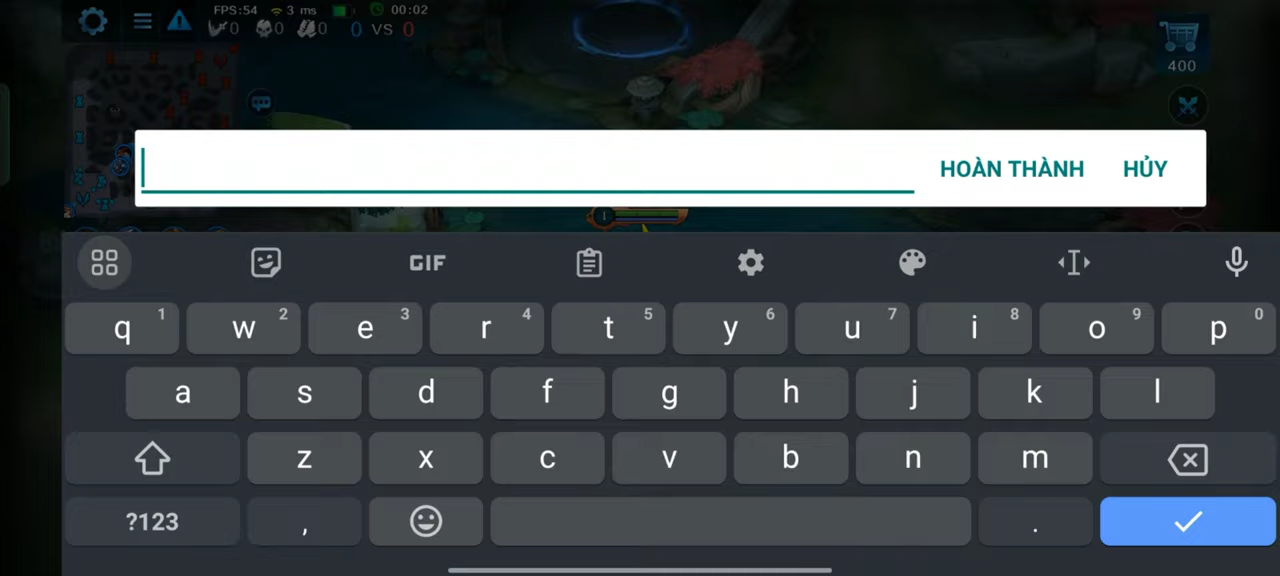 FPS:54 3 ms 00:02
0 0 0 0 VS 0
400
HOÀN THÀNH HỦY
GIF
q 1 w 2 e 3 r 4 t 5 y 6 u 7 i 8 o 9 p 0
a s d f g h j k l
z x c v b n m
?123 , .